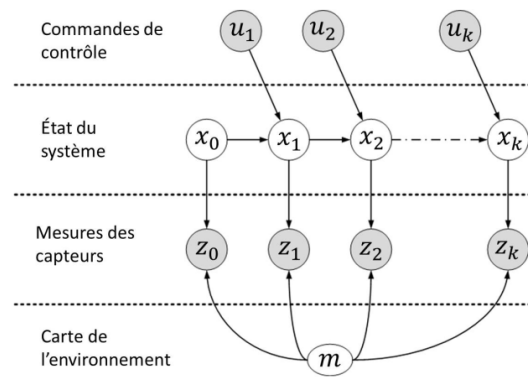 Commandes de
contrôle
u₁ u₂ uₖ
État du
système
x₀ x₁ x₂ xₖ
Mesures des
capteurs
z₀ z₁ z₂ zₖ
Carte de
l'environnement
m